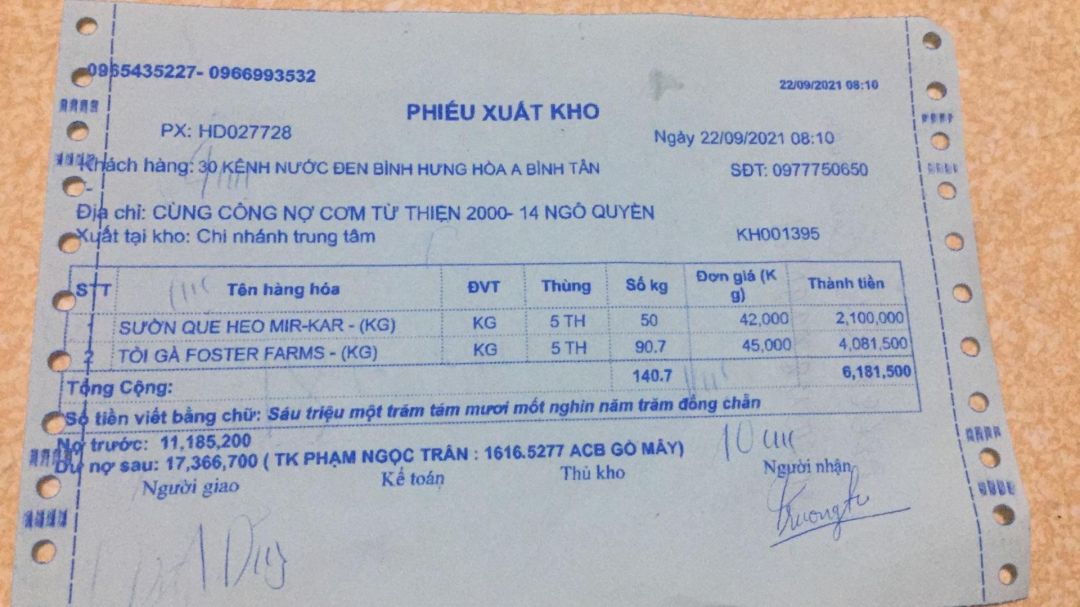 0965435227- 0966993532
22/09/2021 08:10
PHIẾU XUẤT KHO
PX: HD027728
Ngày 22/09/2021 08:10
Khách hàng: 30 KÊNH NƯỚC ĐEN BÌNH HƯNG HÒA A BÌNH TÂN
SĐT: 0977750650
-
Địa chỉ: CÙNG CÔNG NỢ CƠM TỪ THIỆN 2000- 14 NGÔ QUYỀN
Xuất tại kho: Chi nhánh trung tâm
KH001395
STT Tên hàng hóa ĐVT Thùng Số kg Đơn giá (K g) Thành tiền
1 SƯỜN QUE HEO MIR-KAR - (KG) KG 5 TH 50 42,000 2,100,000
2 TỎI GÀ FOSTER FARMS - (KG) KG 5 TH 90.7 45,000 4,081,500
Tổng Cộng: 140.7 6,181,500
Số tiền viết bằng chữ: Sáu triệu một trăm tám mươi mốt nghìn năm trăm đồng chẵn
Nợ trước: 11,185,200
Dư nợ sau: 17,366,700 ( TK PHẠM NGỌC TRÂN : 1616.5277 ACB GÒ MÂY)
Người giao Kế toán Thủ kho Người nhận